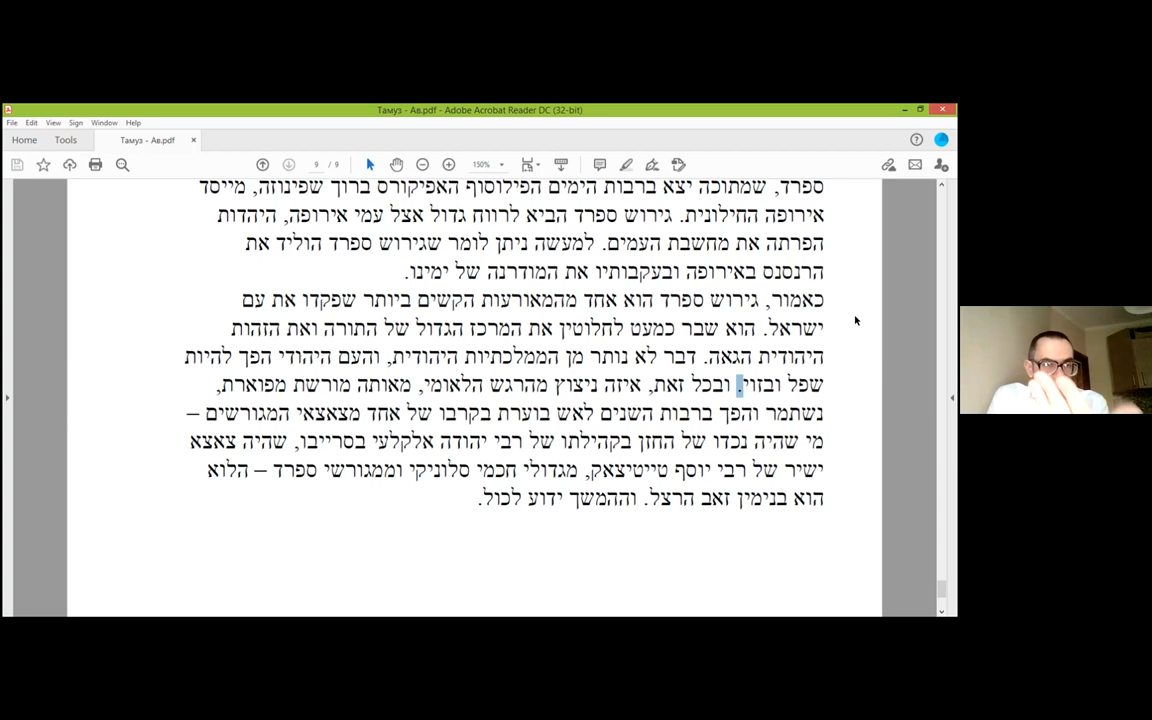 Тамуз - Ав.pdf - Adobe Acrobat Reader DC (32-bit)
File Edit View Sign Window Help
Home Tools Тамуз - Ав.pdf ×
9 / 9 150%
ספרד, שמתוכה יצא ברבות הימים הפילוסוף האפיקורס ברוך שפינוזה, מייסד
אירופה החילונית. גירוש ספרד הביא לרווח גדול אצל עמי אירופה, היהדות
הפרתה את מחשבת העמים. למעשה ניתן לומר שגירוש ספרד הוליד את
הרנסנס באירופה ובעקבותיו את המודרנה של ימינו.
כאמור, גירוש ספרד הוא אחד מהמאורעות הקשים ביותר שפקדו את עם
ישראל. הוא שבר כמעט לחלוטין את המרכז הגדול של התורה ואת הזהות
היהודית הגאה. דבר לא נותר מן הממלכתיות היהודית, והעם היהודי הפך להיות
שפל ובזוי. ובכל זאת, איזה ניצוץ מהרגש הלאומי, מאותה מורשת מפוארת,
נשתמר והפך ברבות השנים לאש בוערת בקרבו של אחד מצאצאי המגורשים –
מי שהיה נכדו של החזן בקהילתו של רבי יהודה אלקלעי בסרייבו, שהיה צאצא
ישיר של רבי יוסף טייטיצאק, מגדולי חכמי סלוניקי וממגורשי ספרד – הלוא
הוא בנימין זאב הרצל. וההמשך ידוע לכול.